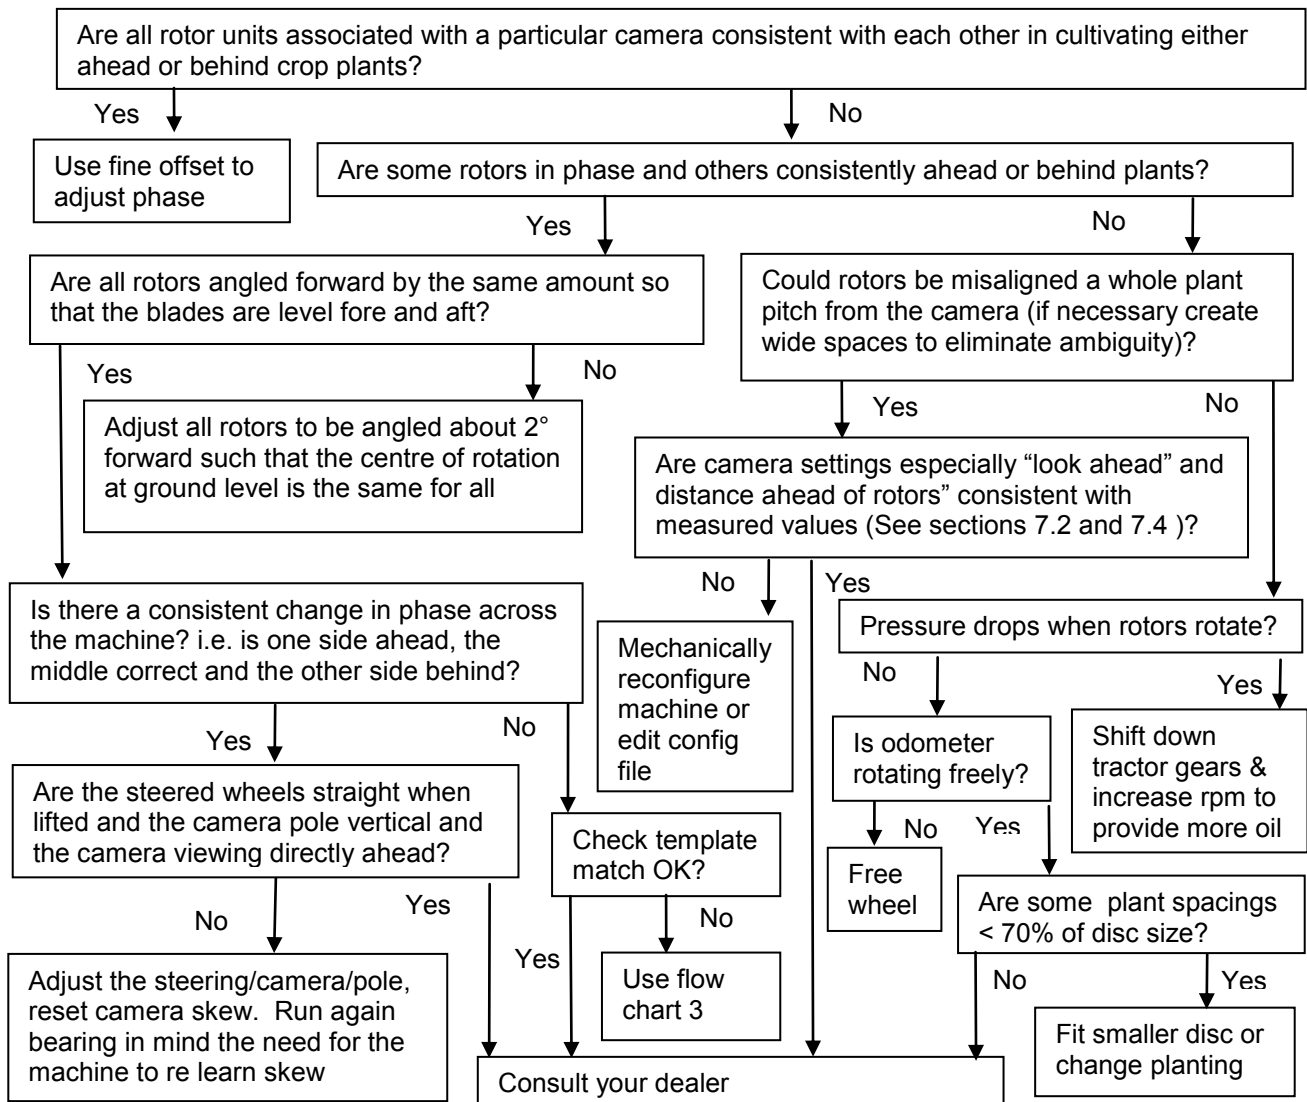 Are all rotor units associated with a particular camera consistent with each other in cultivating either
ahead or behind crop plants?
Yes
No
Use fine offset to
adjust phase
Are some rotors in phase and others consistently ahead or behind plants?
Yes
No
Are all rotors angled forward by the same amount so
that the blades are level fore and aft?
Could rotors be misaligned a whole plant
pitch from the camera (if necessary create
wide spaces to eliminate ambiguity)?
Yes
No
Yes
No
Adjust all rotors to be angled about 2°
forward such that the centre of rotation
at ground level is the same for all
Are camera settings especially “look ahead” and
distance ahead of rotors” consistent with
measured values (See sections 7.2 and 7.4 )?
No
Yes
Is there a consistent change in phase across
the machine? i.e. is one side ahead, the
middle correct and the other side behind?
Mechanically
reconfigure
machine or
edit config
file
Pressure drops when rotors rotate?
No
Yes
Yes
No
Is odometer
rotating freely?
Shift down
tractor gears &
increase rpm to
provide more oil
Are the steered wheels straight when
lifted and the camera pole vertical and
the camera viewing directly ahead?
Check template
match OK?
No
Yes
Free
wheel
Are some plant spacings
< 70% of disc size?
No
Yes
Yes
No
No
Yes
Adjust the steering/camera/pole,
reset camera skew. Run again
bearing in mind the need for the
machine to re learn skew
Use flow
chart 3
Fit smaller disc or
change planting
Consult your dealer